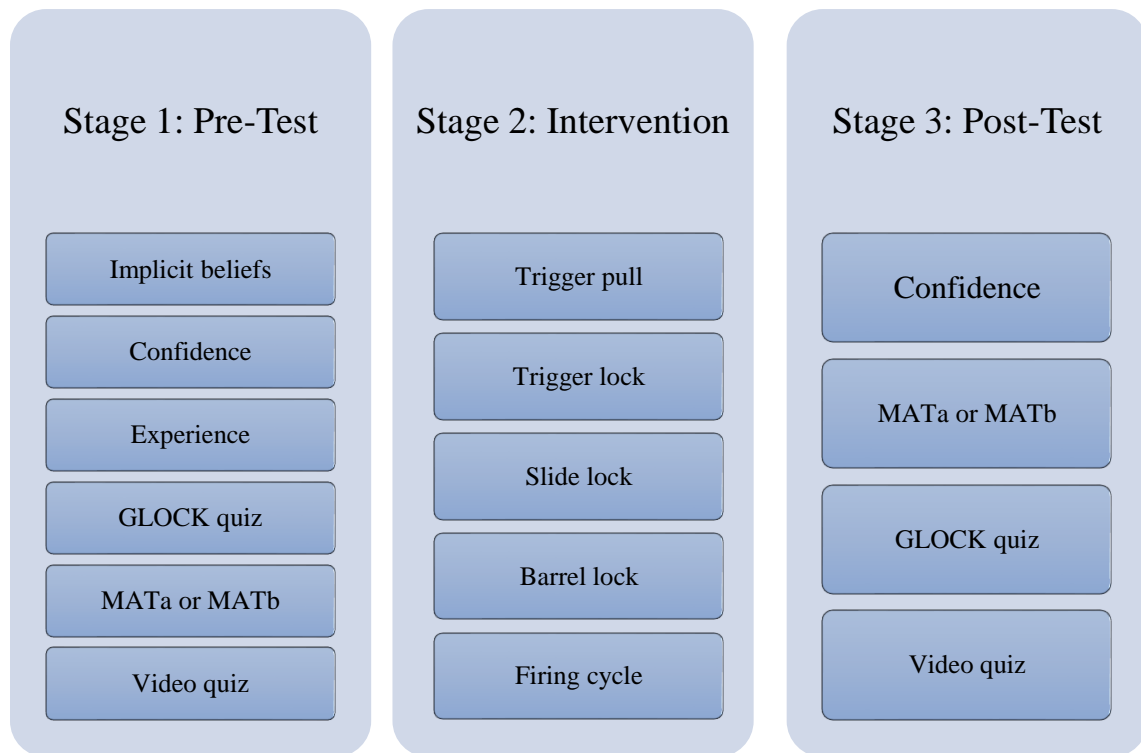 Stage 1: Pre-Test
Implicit beliefs
Confidence
Experience
GLOCK quiz
MATa or MATb
Video quiz
Stage 2: Intervention
Trigger pull
Trigger lock
Slide lock
Barrel lock
Firing cycle
Stage 3: Post-Test
Confidence
MATa or MATb
GLOCK quiz
Video quiz